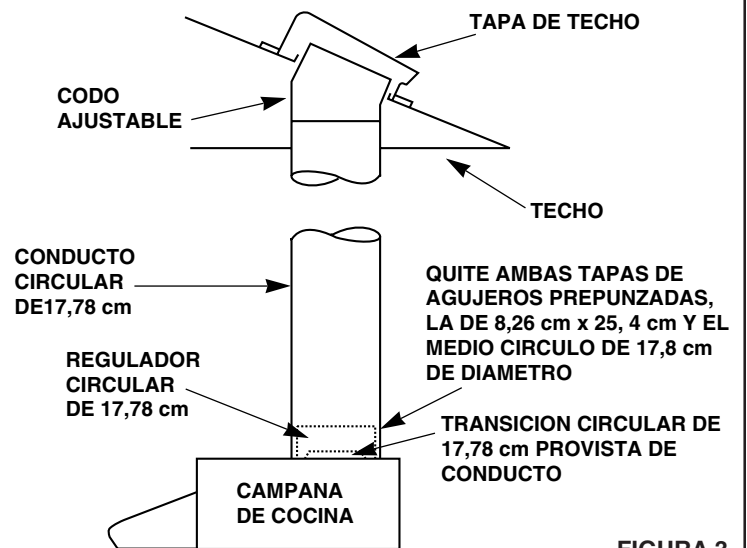 TAPA DE TECHO
CODO
AJUSTABLE
TECHO
CONDUCTO
CIRCULAR
DE17,78 cm
QUITE AMBAS TAPAS DE
AGUJEROS PREPUNZADAS,
LA DE 8,26 cm x 25, 4 cm Y EL
MEDIO CIRCULO DE 17,8 cm
DE DIAMETRO
REGULADOR
CIRCULAR
DE 17,78 cm
TRANSICION CIRCULAR DE
17,78 cm PROVISTA DE
CONDUCTO
CAMPANA
DE COCINA
FIGURA